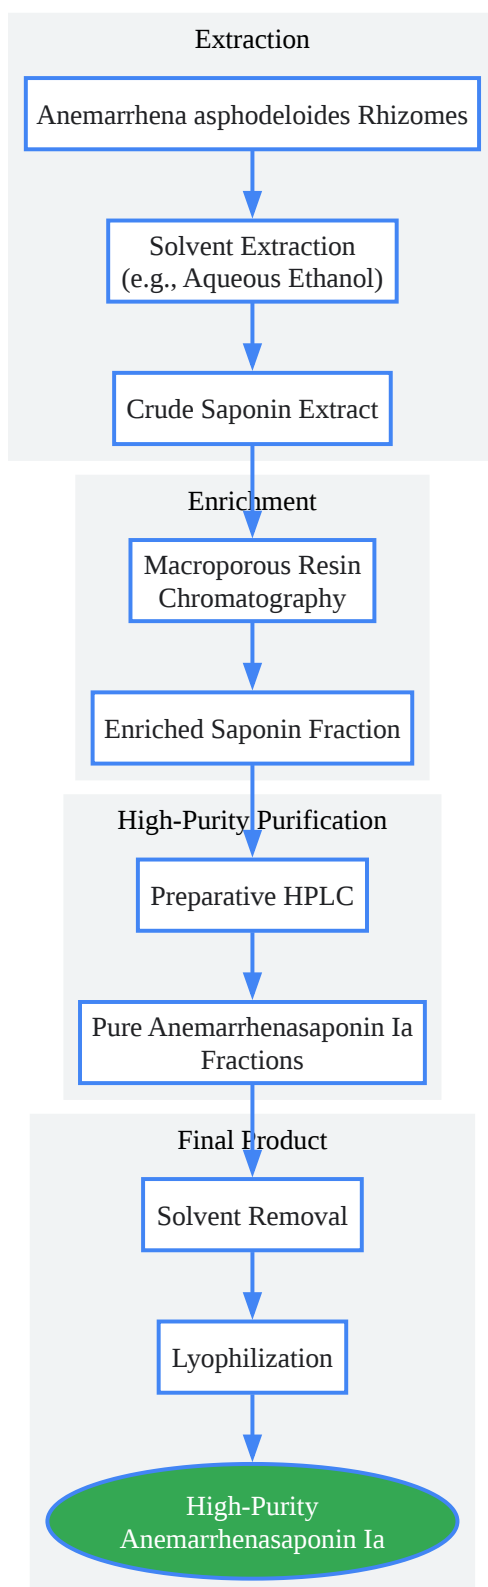 Extraction
Anemarrhena asphodeloides Rhizomes
Solvent Extraction
(e.g., Aqueous Ethanol)
Crude Saponin Extract
Enrichment
Macroporous Resin
Chromatography
Enriched Saponin Fraction
High-Purity Purification
Preparative HPLC
Pure Anemarrhenasaponin Ia
Fractions
Final Product
Solvent Removal
Lyophilization
High-Purity
Anemarrhenasaponin Ia